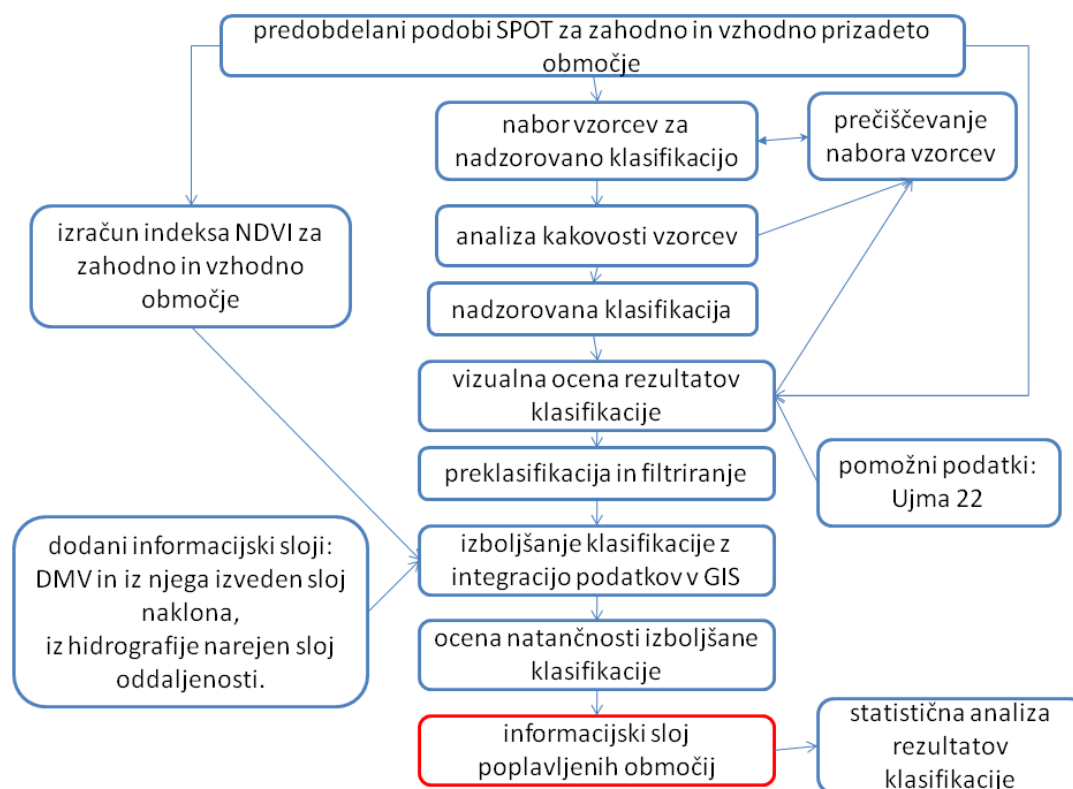 predobdelani podobi SPOT za zahodno in vzhodno prizadeto
območje
nabor vzorcev za
nadzorovano klasifikacijo
prečiščevanje
nabora vzorcev
izračun indeksa NDVI za
zahodno in vzhodno
območje
analiza kakovosti vzorcev
nadzorovana klasifikacija
vizualna ocena rezultatov
klasifikacije
preklasifikacija in filtriranje
pomožni podatki:
Ujma 22
dodani informacijski sloji:
DMV in iz njega izveden sloj
naklona,
iz hidrografije narejen sloj
oddaljenosti.
izboljšanje klasifikacije z
integracijo podatkov v GIS
ocena natančnosti izboljšane
klasifikacije
informacijski sloj
poplavljenih območij
statistična analiza
rezultatov
klasifikacije